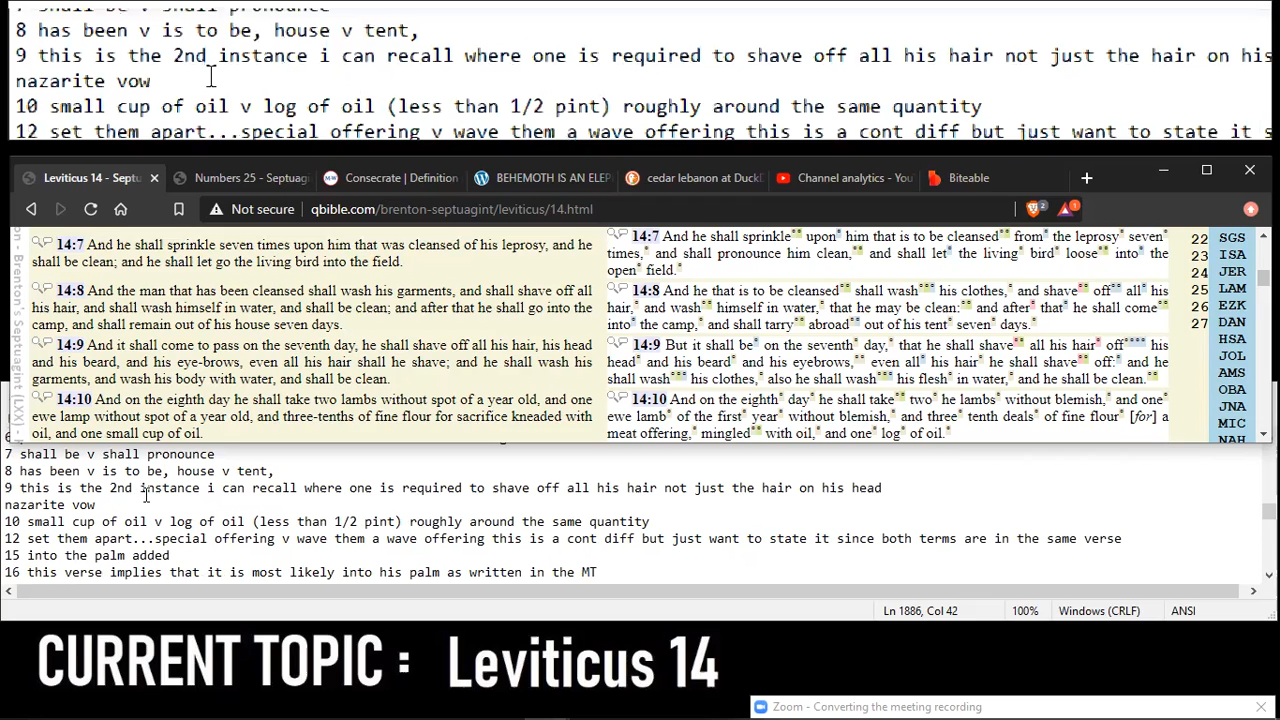 7 shall be v shall pronounce
8 has been v is to be, house v tent,
9 this is the 2nd instance i can recall where one is required to shave off all his hair not just the hair on his
nazarite vow
10 small cup of oil v log of oil (less than 1/2 pint) roughly around the same quantity
12 set them apart...special offering v wave them a wave offering this is a cont diff but just want to state it s
Leviticus 14 - Septu
Numbers 25 - Septuag
Consecrate | Definition
BEHEMOTH IS AN ELEP
cedar lebanon at DuckD
Channel analytics - You
Biteable
Not secure
qbible.com/brenton-septuagint/leviticus/14.html
2
1
on - Brenton's Septuagint (LXX) -
14:7 And he shall sprinkle seven times upon him that was cleansed of his leprosy, and he
shall be clean; and he shall let go the living bird into the field.
14:8 And the man that has been cleansed shall wash his garments, and shall shave off all
his hair, and shall wash himself in water, and shall be clean; and after that he shall go into the
camp, and shall remain out of his house seven days.
14:9 And it shall come to pass on the seventh day, he shall shave off all his hair, his head
and his beard, and his eye-brows, even all his hair shall he shave; and he shall wash his
garments, and wash his body with water, and shall be clean.
14:10 And on the eighth day he shall take two lambs without spot of a year old, and one
ewe lamp without spot of a year old, and three-tenths of fine flour for sacrifice kneaded with
oil, and one small cup of oil.
14:7 And he shall sprinkle upon him that is to be cleansed from the leprosy seven
times, and shall pronounce him clean, and shall let the living bird loose into the
open field.
14:8 And he that is to be cleansed shall wash his clothes, and shave off all his
hair, and wash himself in water, that he may be clean: and after that he shall come
into the camp, and shall tarry abroad out of his tent seven days.
14:9 But it shall be on the seventh day, that he shall shave all his hair off
head and his beard and his eyebrows, even all his hair he shall shave off: and he
shall wash his clothes, also he shall wash his flesh in water, and he shall be clean.
14:10 And on the eighth day he shall take two he lambs without blemish, and one
ewe lamb of the first year without blemish, and three tenth deals of fine flour [for] a
meat offering, mingled with oil, and one log of oil.
22
23
24
25
26
27
SGS
ISA
JER
LAM
EZK
DAN
HSA
JOL
AMS
OBA
JNA
MIC
NAH
7 shall be v shall pronounce
8 has been v is to be, house v tent,
9 this is the 2nd instance i can recall where one is required to shave off all his hair not just the hair on his head
nazarite vow
10 small cup of oil v log of oil (less than 1/2 pint) roughly around the same quantity
12 set them apart...special offering v wave them a wave offering this is a cont diff but just want to state it since both terms are in the same verse
15 into the palm added
16 this verse implies that it is most likely into his palm as written in the MT
Ln 1886, Col 42
100%
Windows (CRLF)
ANSI
CURRENT TOPIC : Leviticus 14
Zoom - Converting the meeting recording